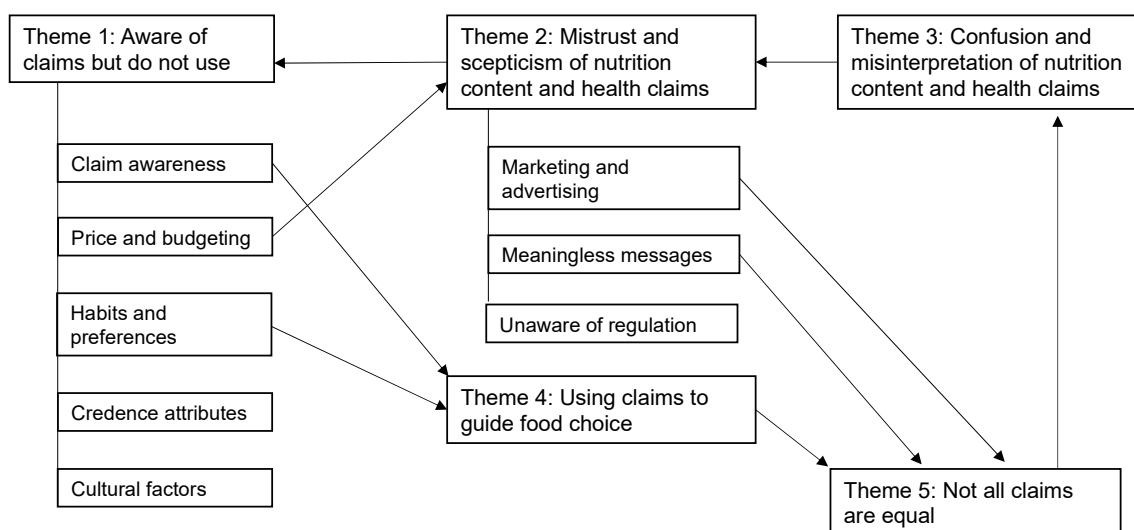 Theme 1: Aware of
claims but do not use
Claim awareness
Price and budgeting
Habits and
preferences
Credence attributes
Cultural factors
Theme 2: Mistrust and
scepticism of nutrition
content and health claims
Marketing and
advertising
Meaningless messages
Unaware of regulation
Theme 3: Confusion and
misinterpretation of nutrition
content and health claims
Theme 4: Using claims to
guide food choice
Theme 5: Not all claims
are equal